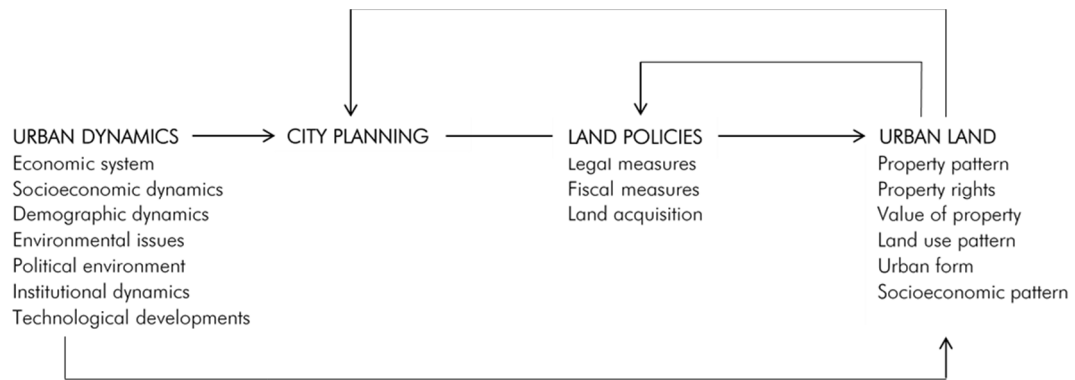 URBAN DYNAMICS
Economic system
Socioeconomic dynamics
Demographic dynamics
Environmental issues
Political environment
Institutional dynamics
Technological developments
CITY PLANNING
LAND POLICIES
Legal measures
Fiscal measures
Land acquisition
URBAN LAND
Property pattern
Property rights
Value of property
Land use pattern
Urban form
Socioeconomic pattern